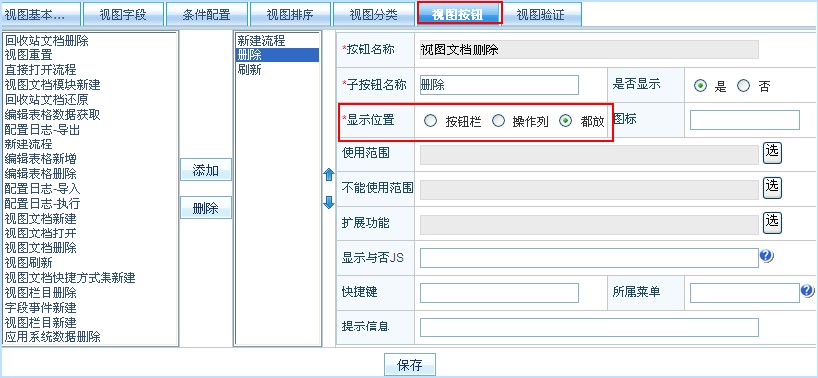 视图基本... 视图字段 条件配置 视图排序 视图分类 视图按钮 视图验证
回收站文档删除
视图重置
直接打开流程
视图文档模块新建
回收站文档还原
编辑表格数据获取
配置日志-导出
新建流程
编辑表格新增
编辑表格删除
配置日志-导入
配置日志-执行
视图文档新建
视图文档打开
视图文档删除
视图刷新
视图文档快捷方式集新建
视图栏目删除
字段事件新建
视图栏目新建
应用系统数据删除
添加
删除
新建流程
删除
刷新
*按钮名称 视图文档删除
*子按钮名称 删除 是否显示 是 否
*显示位置 按钮栏 操作列 都放 图标
使用范围 选
不能使用范围 选
扩展功能 选
显示与否JS ?
快捷键 所属菜单 ?
提示信息
保存